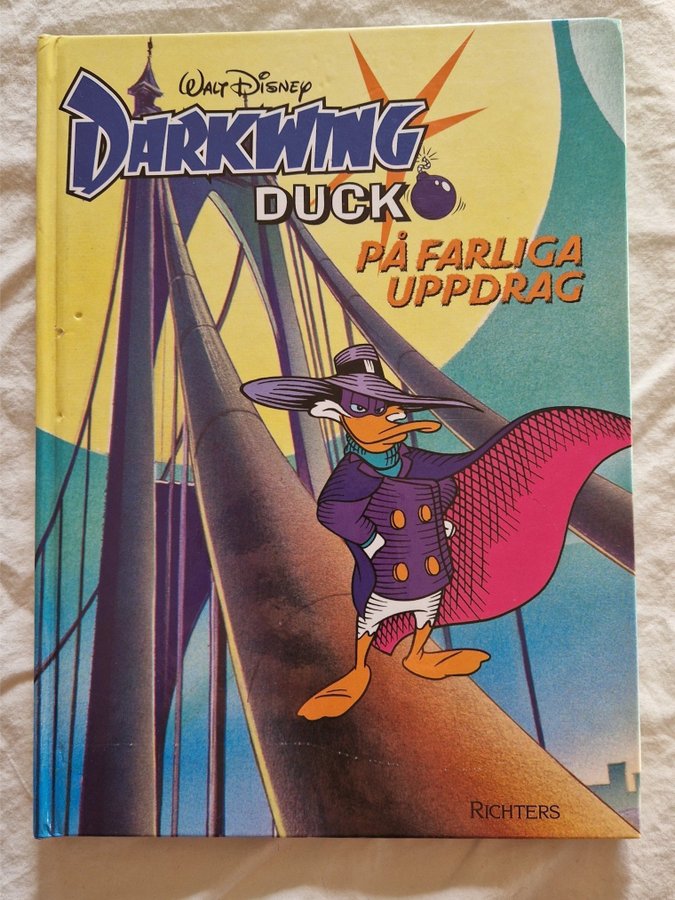 Walt Disney
DARKWING
DUCK
PÅ FARLIGA
UPPDRAG
RICHTERS